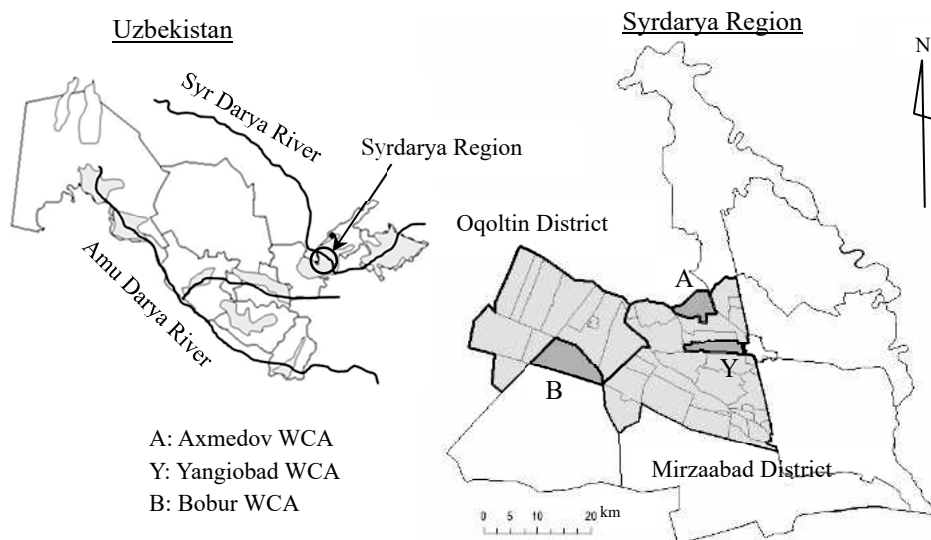 Uzbekistan
Syr Darya River
Syrdarya Region
Amu Darya River
A: Axmedov WCA
Y: Yangiobad WCA
B: Bobur WCA
Syrdarya Region
N
Oqoltin District
A
Y
B
Mirzaabad District
0 5 10 20 km